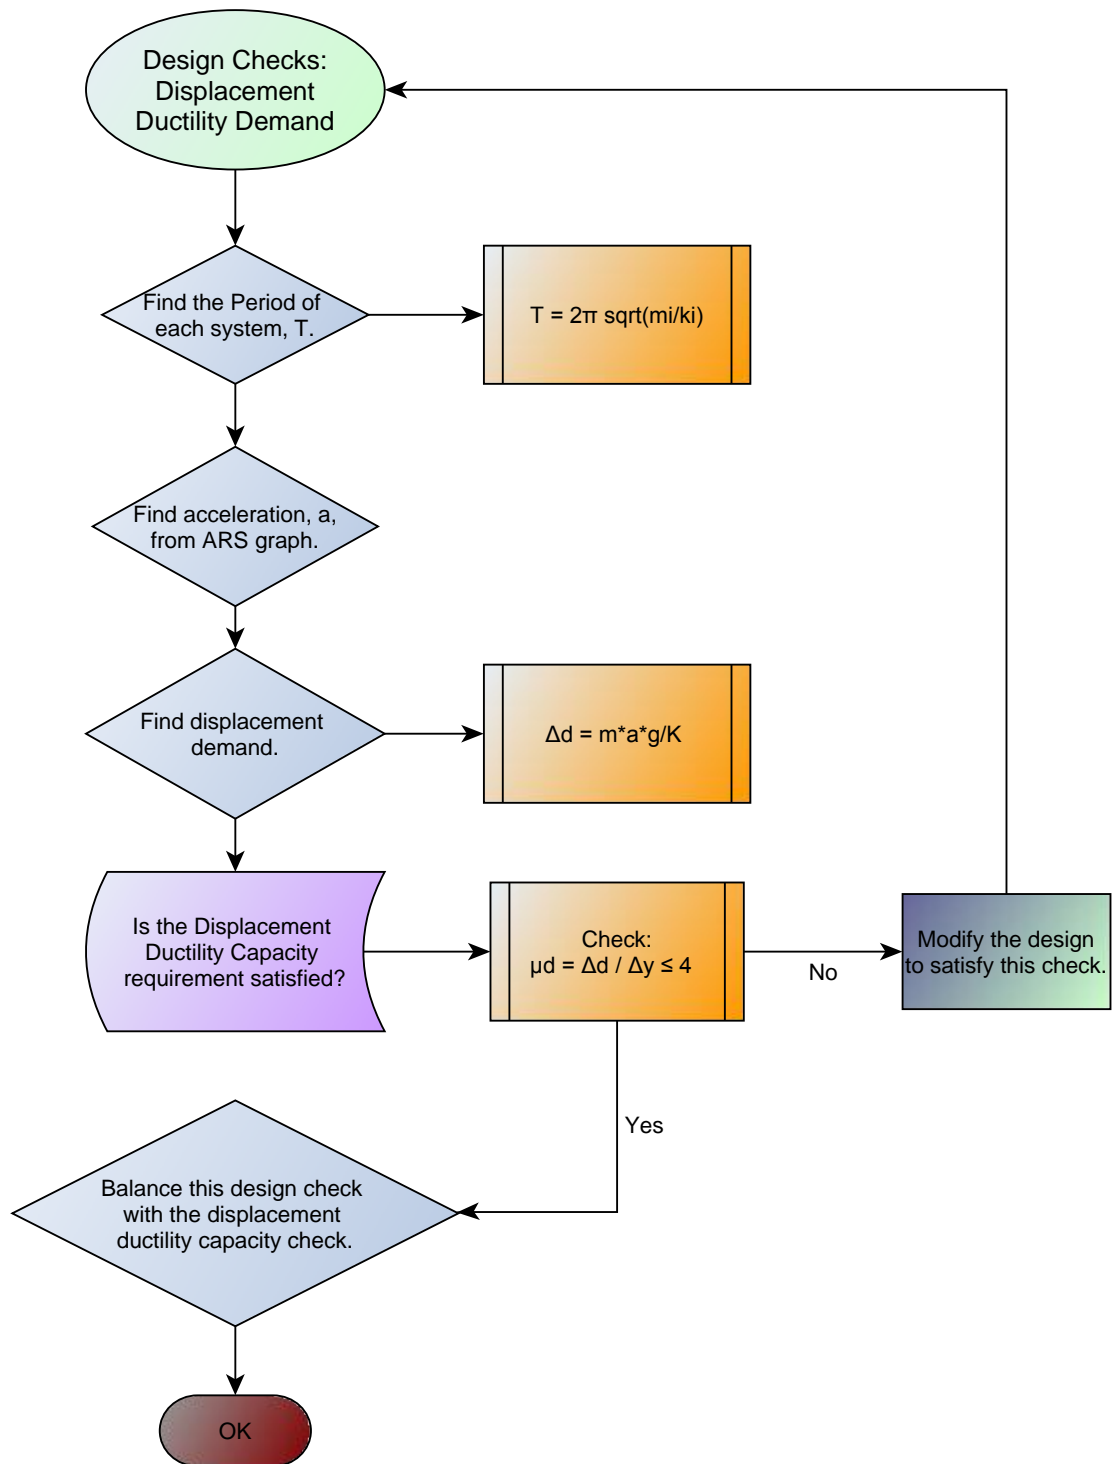 Design Checks:
Displacement
Ductility Demand
Find the Period of
each system, T.
T = 2π sqrt(mi/ki)
Find acceleration, a,
from ARS graph.
Find displacement
demand.
Δd = m*a*g/K
Is the Displacement
Ductility Capacity
requirement satisfied?
Check:
μd = Δd / Δy ≤ 4
No
Modify the design
to satisfy this check.
Yes
Balance this design check
with the displacement
ductility capacity check.
OK